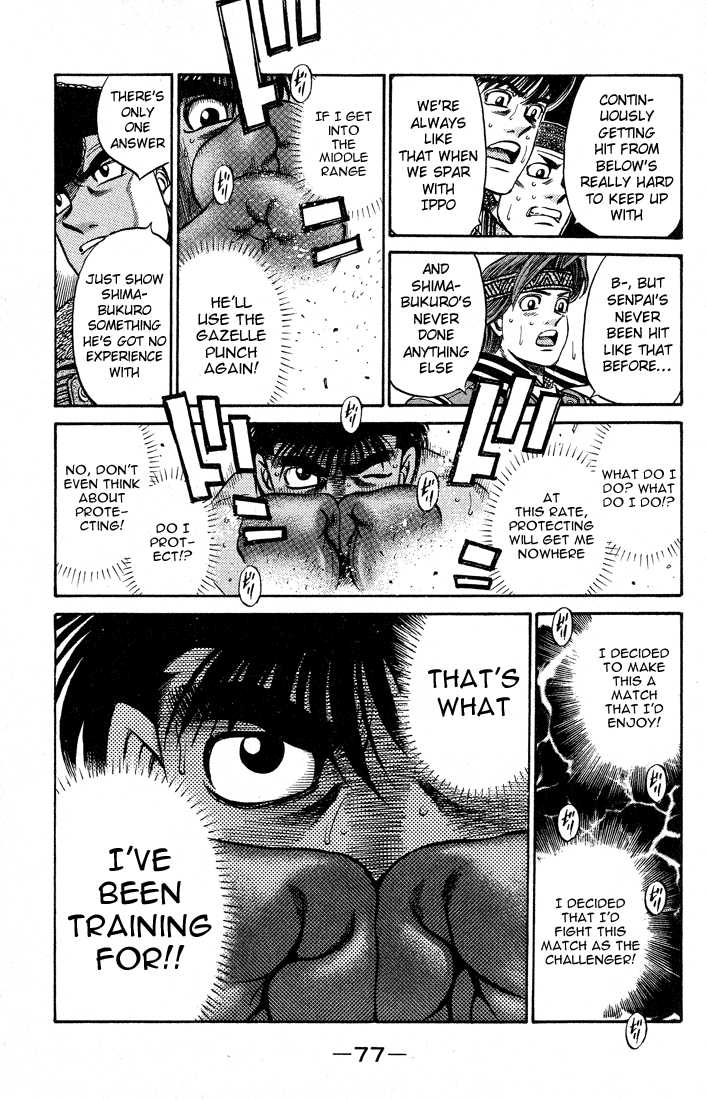 CONTIN-
UOUSLY
GETTING
HIT FROM
BELOW'S
REALLY HARD
TO KEEP UP
WITH
WE'RE
ALWAYS
LIKE
THAT WHEN
WE SPAR
WITH
IPPO
B-, BUT
SENPAI'S
NEVER
BEEN HIT
LIKE THAT
BEFORE...
AND
SHIMA-
BUKURO'S
NEVER
DONE
ANYTHING
ELSE
IF I GET
INTO
THE
MIDDLE
RANGE
HE'LL
USE THE
GAZELLE
PUNCH
AGAIN!
THERE'S
ONLY
ONE
ANSWER
JUST SHOW
SHIMA-
BUKURO
SOMETHING
HE'S GOT NO
EXPERIENCE
WITH
WHAT DO I
DO? WHAT
DO I DO!?
AT
THIS RATE,
PROTECTING
WILL GET ME
NOWHERE
DO I
PROT-
ECT!?
NO, DON'T
EVEN THINK
ABOUT
PROTE-
CTING!
I DECIDED
TO MAKE
THIS A
MATCH
THAT I'D
ENJOY!
I DECIDED
THAT I'D
FIGHT THIS
MATCH AS THE
CHALLENGER!
THAT'S
WHAT
I'VE
BEEN
TRAINING
FOR!!
—77—